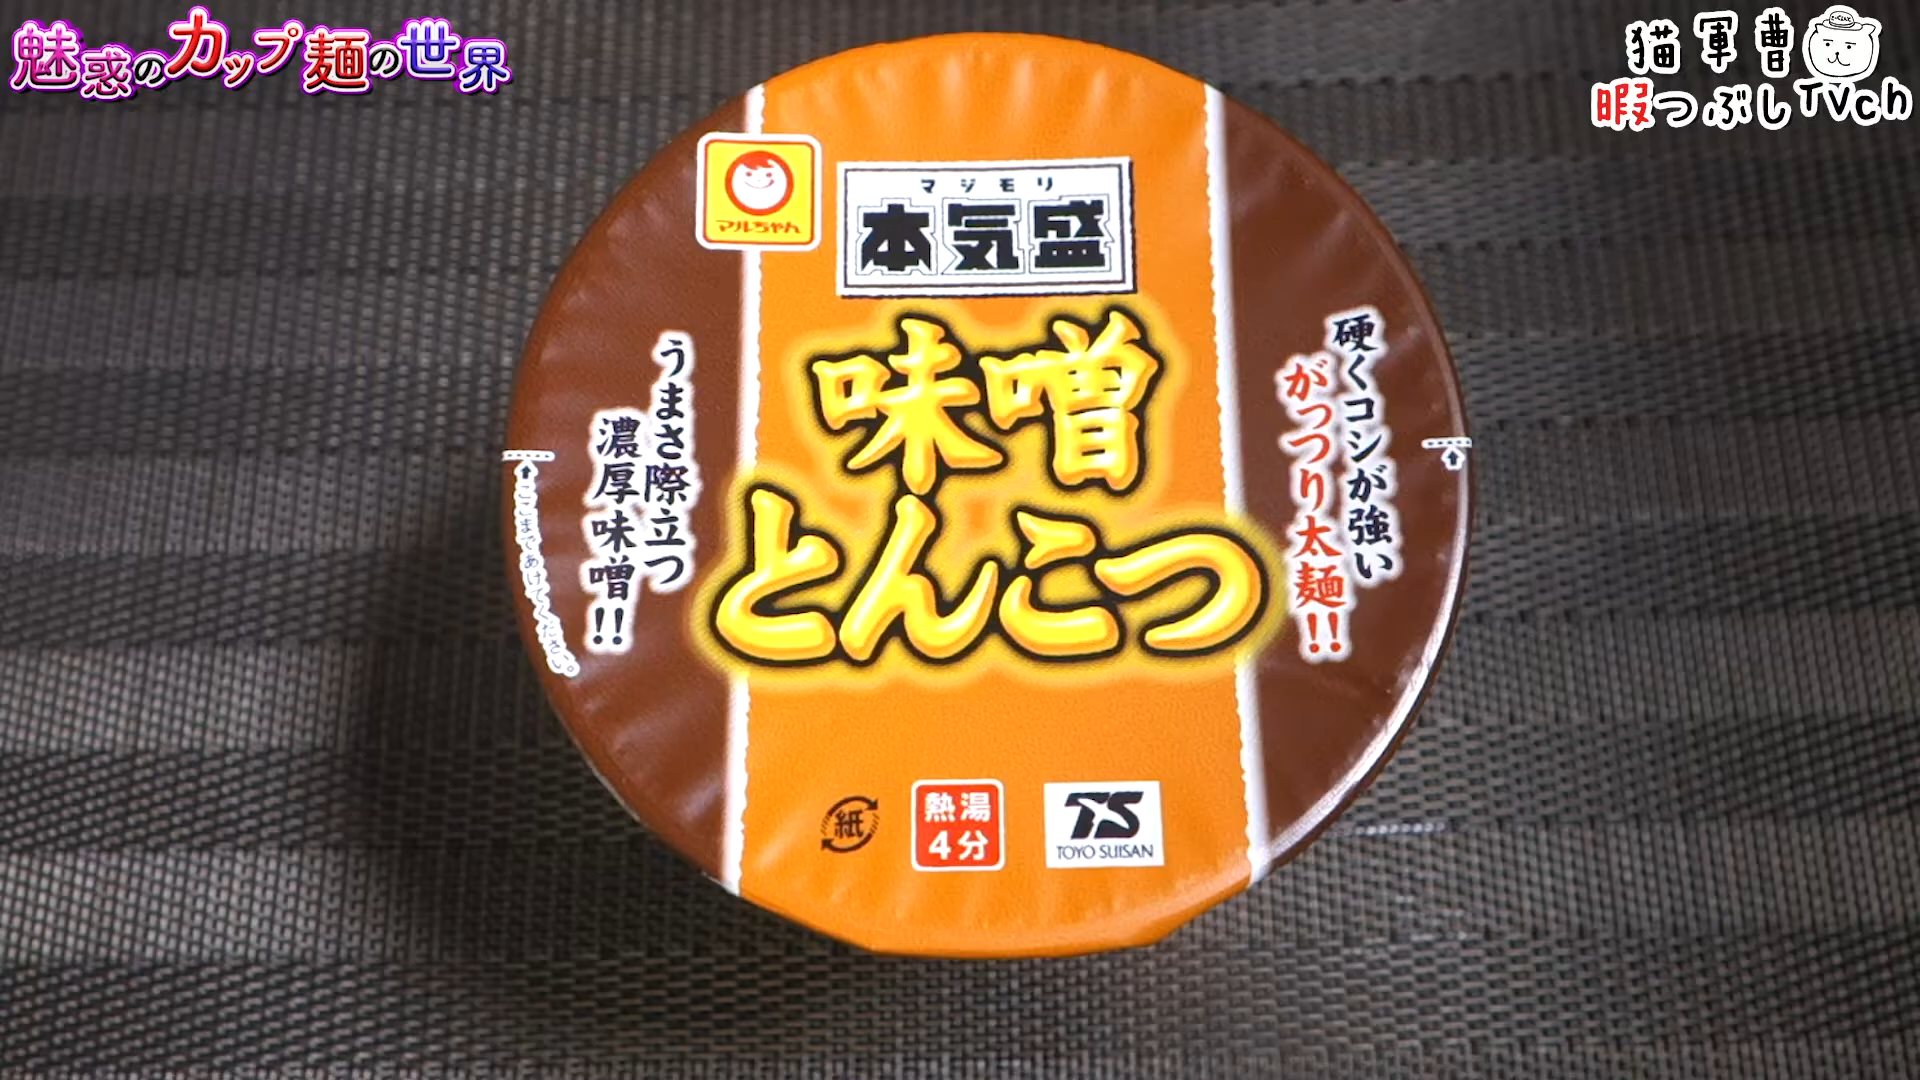 魅惑のカップ麺の世界
猫軍曹
暇つぶしTVch
マルちゃん
マジモリ
本気盛
味噌
とんこつ
硬くコシが強い
がっつり太麺!!
うまさ際立つ
濃厚味噌!!
ここまであけてください。
紙
熱湯
4分
TS
TOYO SUISAN